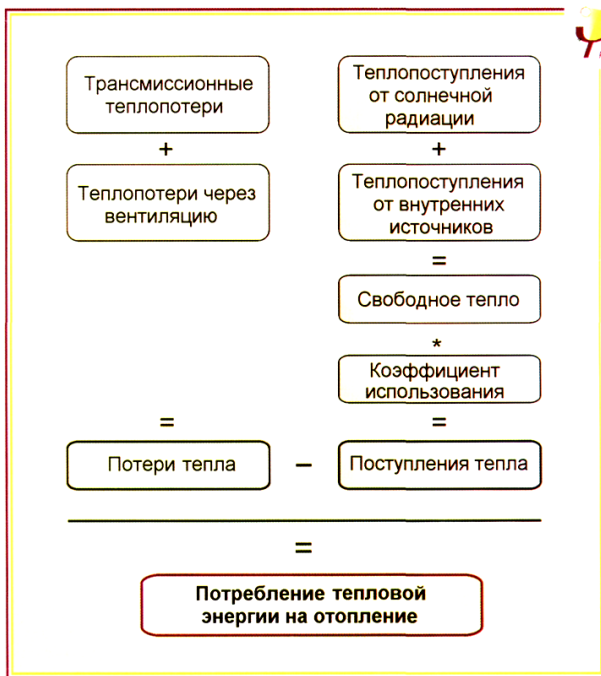 Трансмиссионные
теплопотери
+
Теплопотери через
вентиляцию
=
Потери тепла
−
Теплопоступления
от солнечной
радиации
+
Теплопоступления
от внутренних
источников
=
Свободное тепло
*
Коэффициент
использования
=
Поступления тепла
=
Потребление тепловой
энергии на отопление